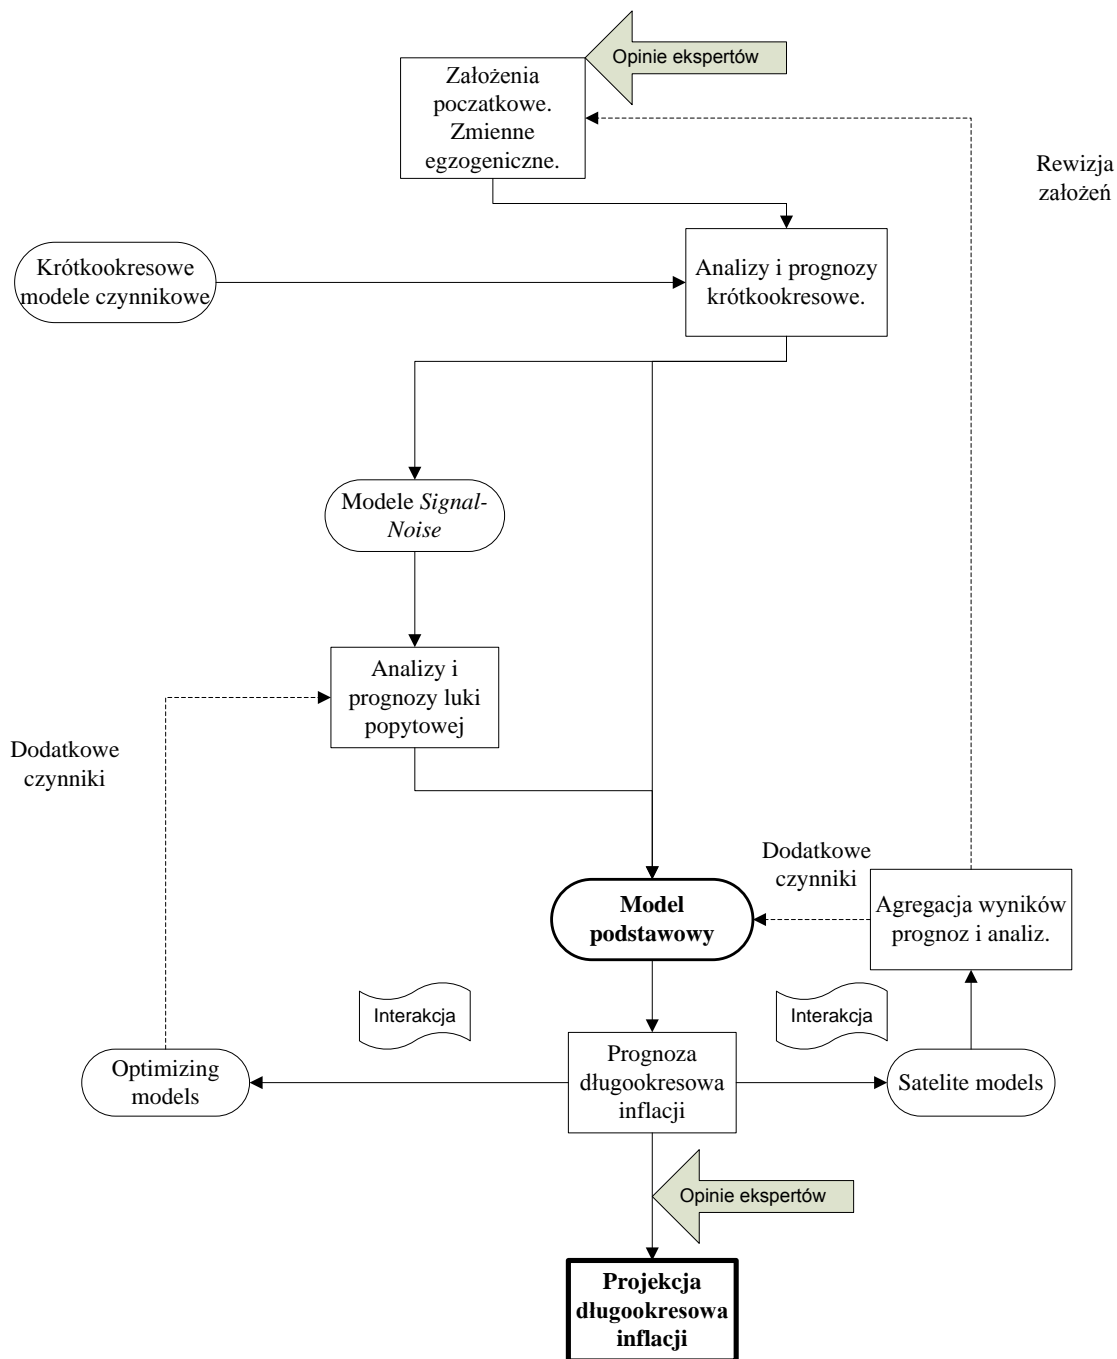 Opinie ekspertów
Założenia
poczatkowe.
Zmienne
egzogeniczne.
Rewizja
założeń
Krótkookresowe
modele czynnikowe
Analizy i prognozy
krótkookresowe.
Modele Signal-
Noise
Analizy i
prognozy luki
popytowej
Dodatkowe
czynniki
Dodatkowe
czynniki
Model
podstawowy
Agregacja wyników
prognoz i analiz.
Interakcja
Interakcja
Optimizing
models
Prognoza
długookresowa
inflacji
Satelite models
Opinie ekspertów
Projekcja
długookresowa
inflacji